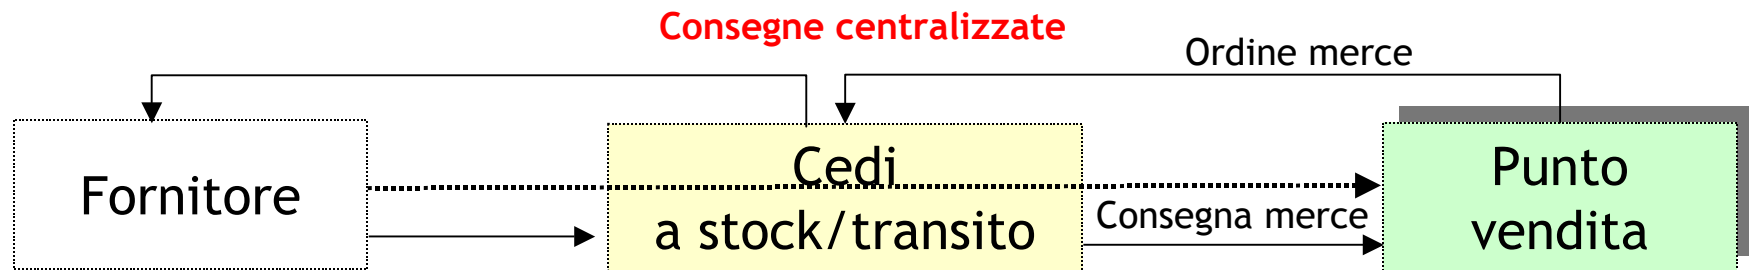 Consegne centralizzate
Ordine merce
Fornitore
Cedi
a stock/transito
Consegna merce
Punto
vendita